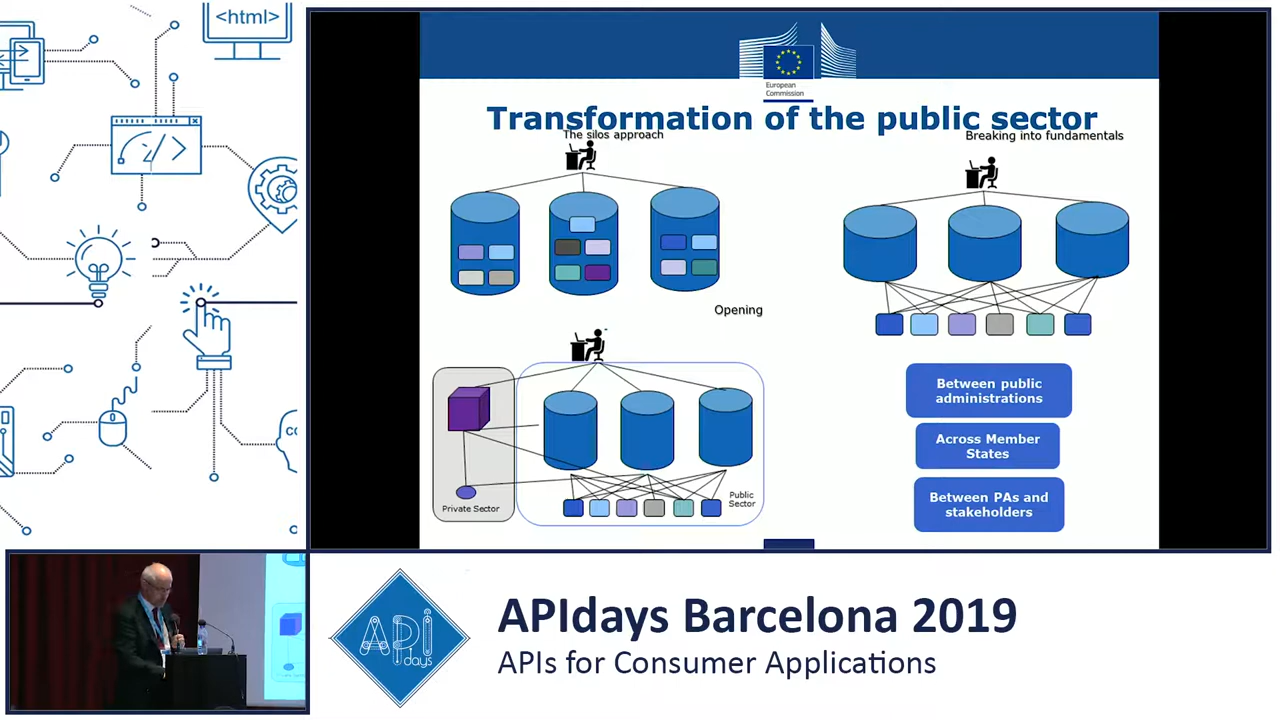 <html>
European
Commission
Transformation of the public sector
The silos approach
Breaking into fundamentals
Opening
Private Sector
Public
Sector
Between public
administrations
Across Member
States
Between PAs and
stakeholders
API
days
APIdays Barcelona 2019
APIs for Consumer Applications